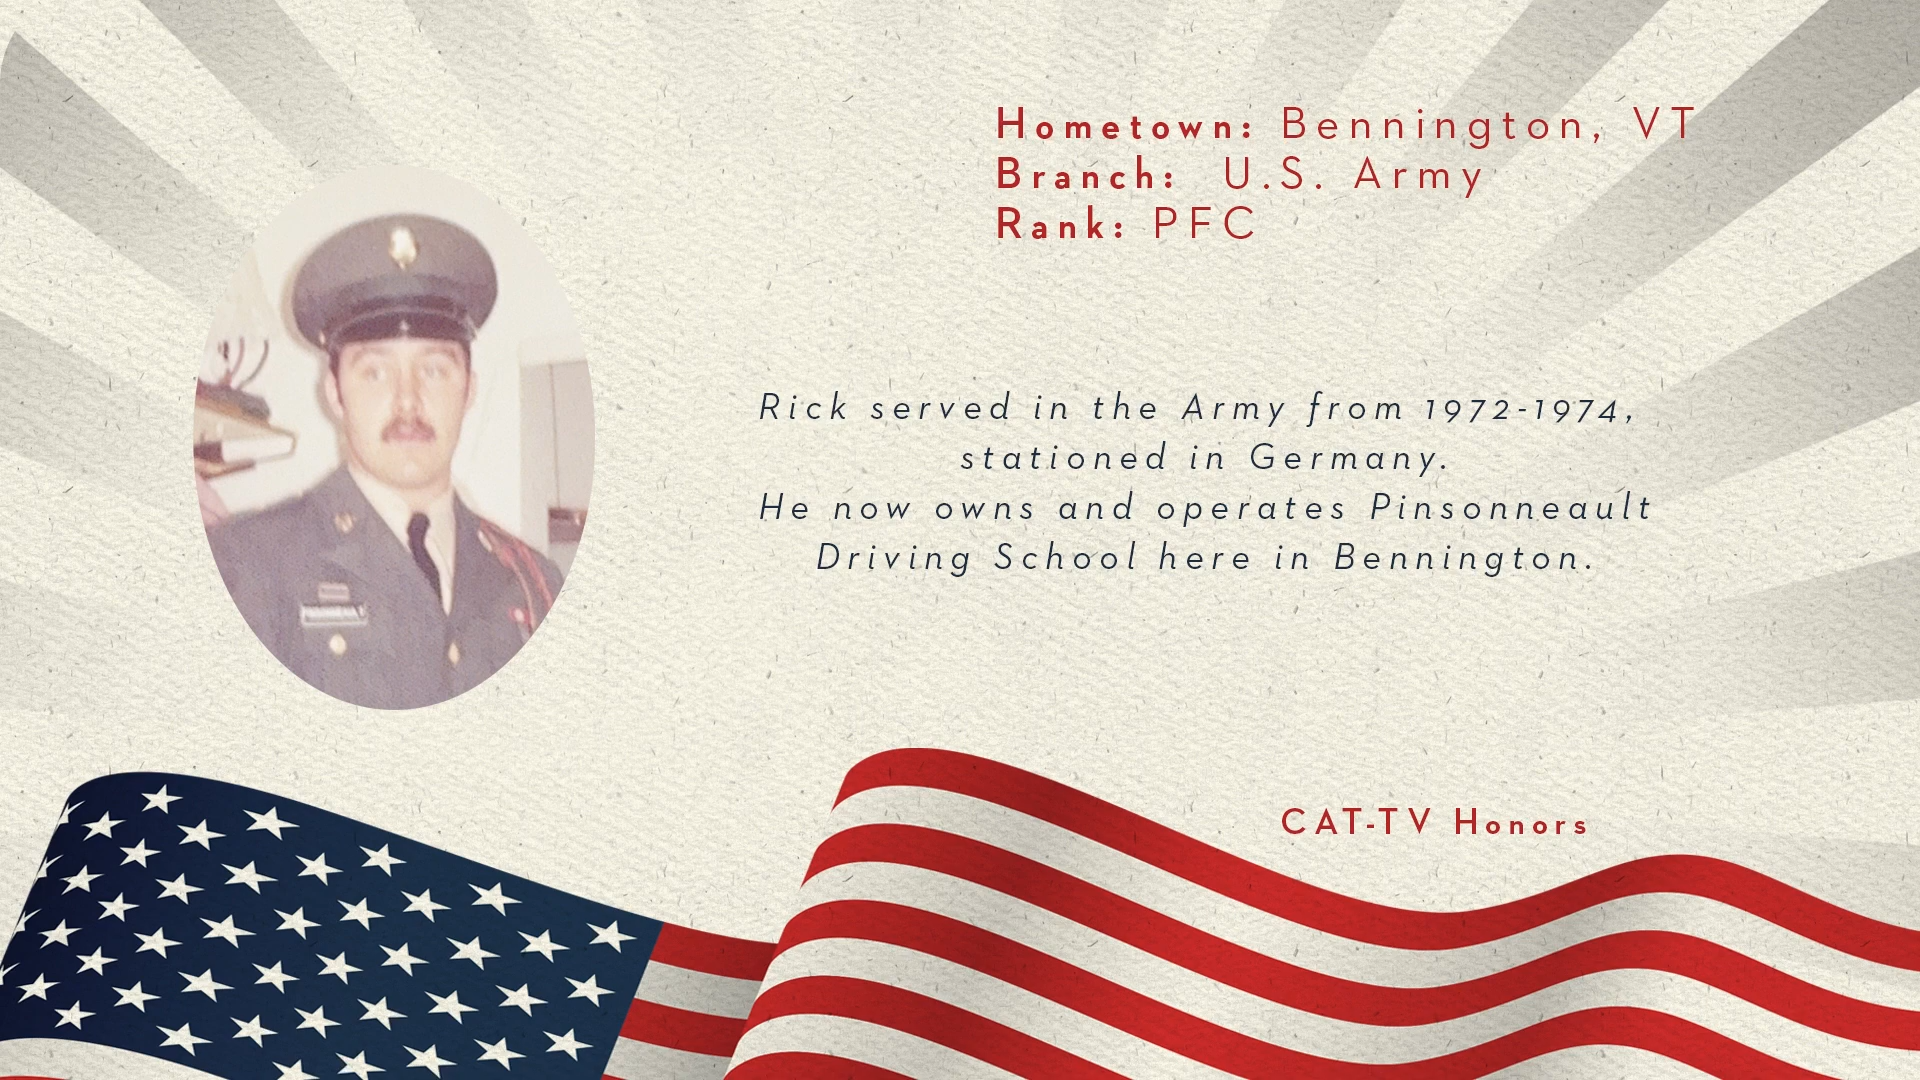 Hometown: Bennington, VT
Branch: U.S. Army
Rank: PFC
Rick served in the Army from 1972-1974,
stationed in Germany.
He now owns and operates Pinsonneault
Driving School here in Bennington.
CAT-TV Honors